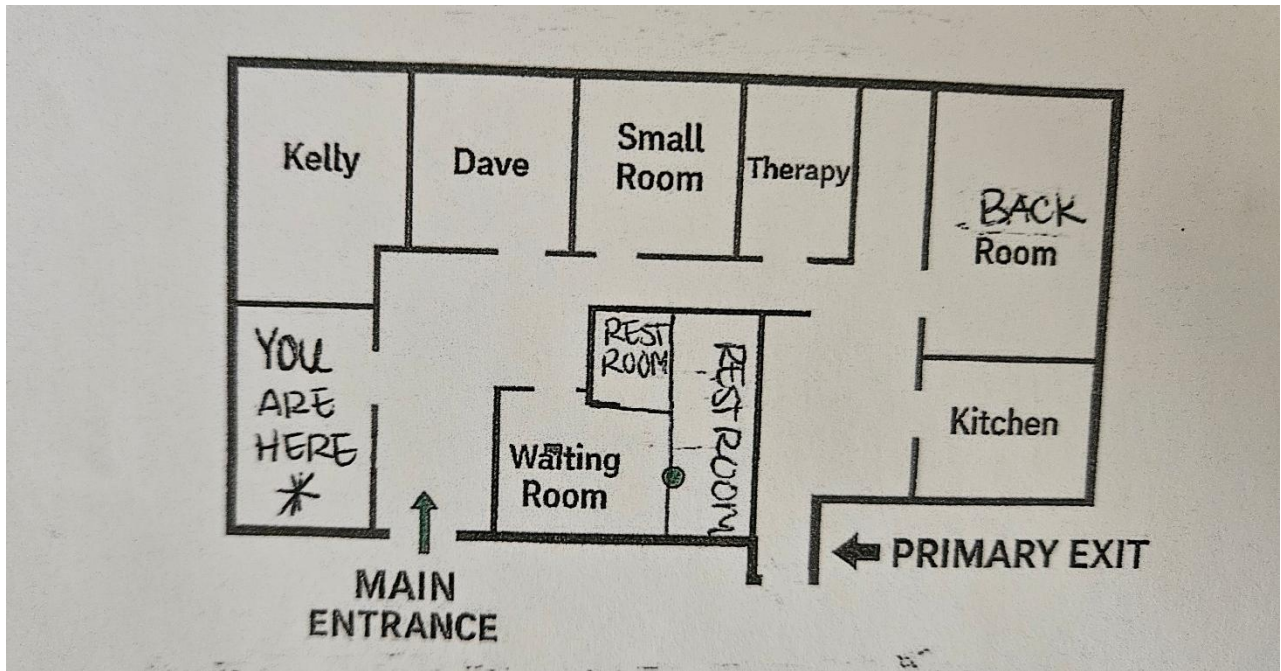 Kelly
Dave
Small
Room
Therapy
BACK
Room
YOU
ARE
HERE
REST
ROOM
REST ROOM
Waiting
Room
Kitchen
PRIMARY EXIT
MAIN
ENTRANCE